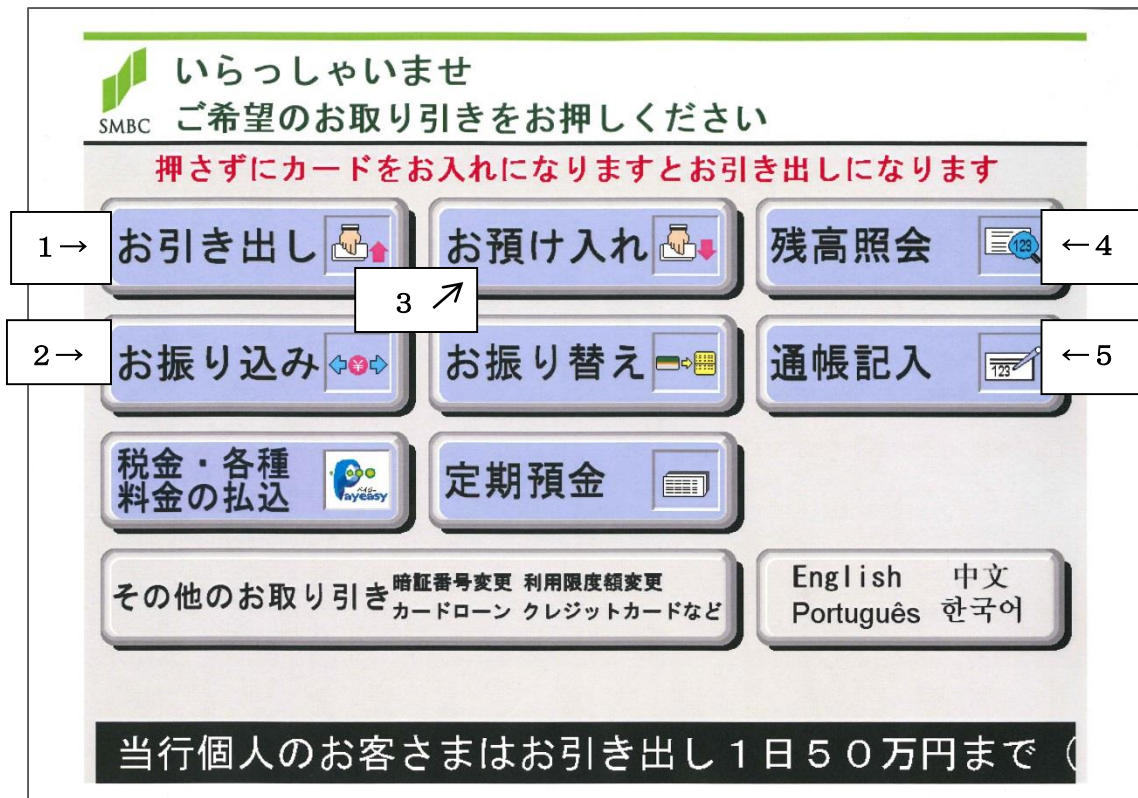 いらっしゃいませ
SMBC ご希望のお取り引きをお押しください
押さずにカードをお入れになりますとお引き出しになります
1→ お引き出し
3 ↗ お預け入れ
残高照会 123 ←4
2→ お振り込み ¥
お振り替え
通帳記入 123 ←5
税金・各種
料金の払込 ペイジー
Payeasy
定期預金
その他のお取り引き 暗証番号変更 利用限度額変更
カードローン クレジットカードなど
English 中文
Português 한국어
当行個人のお客さまはお引き出し1日50万円まで（